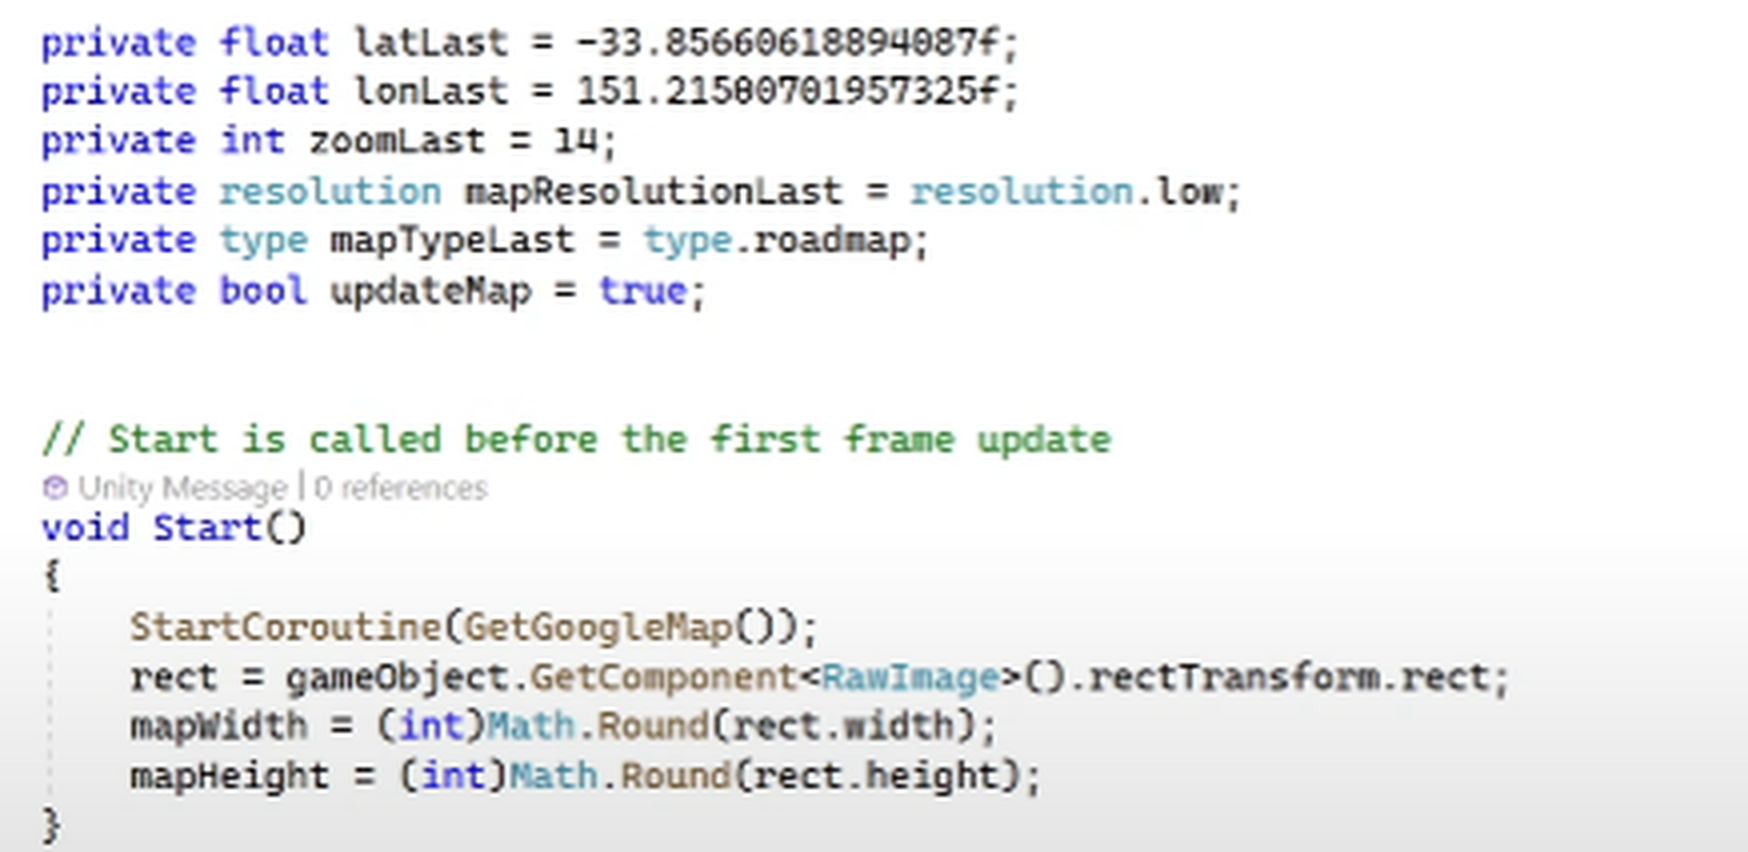 private float latLast = -33.85660618894087f;
private float lonLast = 151.21580701957325f;
private int zoomLast = 14;
private resolution mapResolutionLast = resolution.low;
private type mapTypeLast = type.roadmap;
private bool updateMap = true;
// Start is called before the first frame update
Unity Message | 0 references
void Start()
{
StartCoroutine(GetGoogleMap());
rect = gameObject.GetComponent<RawImage>().rectTransform.rect;
mapWidth = (int)Math.Round(rect.width);
mapHeight = (int)Math.Round(rect.height);
}